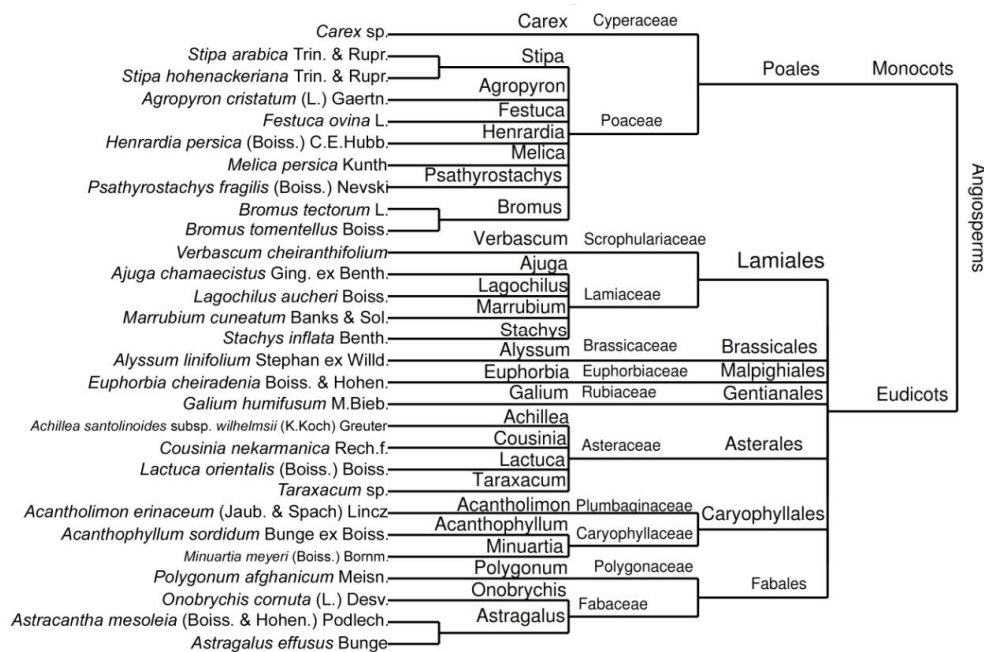 Carex sp.
Stipa arabica Trin. & Rupr.
Stipa hohenackeriana Trin. & Rupr.
Agropyron cristatum (L.) Gaertn.
Festuca ovina L.
Henrardia persica (Boiss.) C.E.Hubb.
Melica persica Kunth
Psathyrostachys fragilis (Boiss.) Nevski
Bromus tectorum L.
Bromus tomentellus Boiss.
Verbascum cheiranthifolium
Ajuga chamaecistus Ging. ex Benth.
Lagochilus aucheri Boiss.
Marrubium cuneatum Banks & Sol.
Stachys inflata Benth.
Alyssum linifolium Stephan ex Willd.
Euphorbia cheiradenia Boiss. & Hohen.
Galium humifusum M.Bieb.
Achillea santolinoides subsp. wilhelmsii (K.Koch) Greuter
Cousinia nekarmanica Rech.f.
Lactuca orientalis (Boiss.) Boiss.
Taraxacum sp.
Acantholimon erinaceum (Jaub. & Spach) Lincz
Acanthophyllum sordidum Bunge ex Boiss.
Minuartia meyeri (Boiss.) Bornm.
Polygonum afghanicum Meisn.
Onobrychis cornuta (L.) Desv.
Astracantha mesoleia (Boiss. & Hohen.) Podlech.
Astragalus effusus Bunge
Carex
Stipa
Agropyron
Festuca
Henrardia
Melica
Psathyrostachys
Bromus
Verbascum
Ajuga
Lagochilus
Marrubium
Stachys
Alyssum
Euphorbia
Galium
Achillea
Cousinia
Lactuca
Taraxacum
Acantholimon
Acanthophyllum
Minuartia
Polygonum
Onobrychis
Astragalus
Cyperaceae
Poaceae
Scrophulariaceae
Lamiaceae
Brassicaceae
Euphorbiaceae
Rubiaceae
Asteraceae
Plumbaginaceae
Caryophyllaceae
Polygonaceae
Fabaceae
Poales
Lamiales
Brassicales
Malpighiales
Gentianales
Asterales
Caryophyllales
Fabales
Monocots
Eudicots
Angiosperms